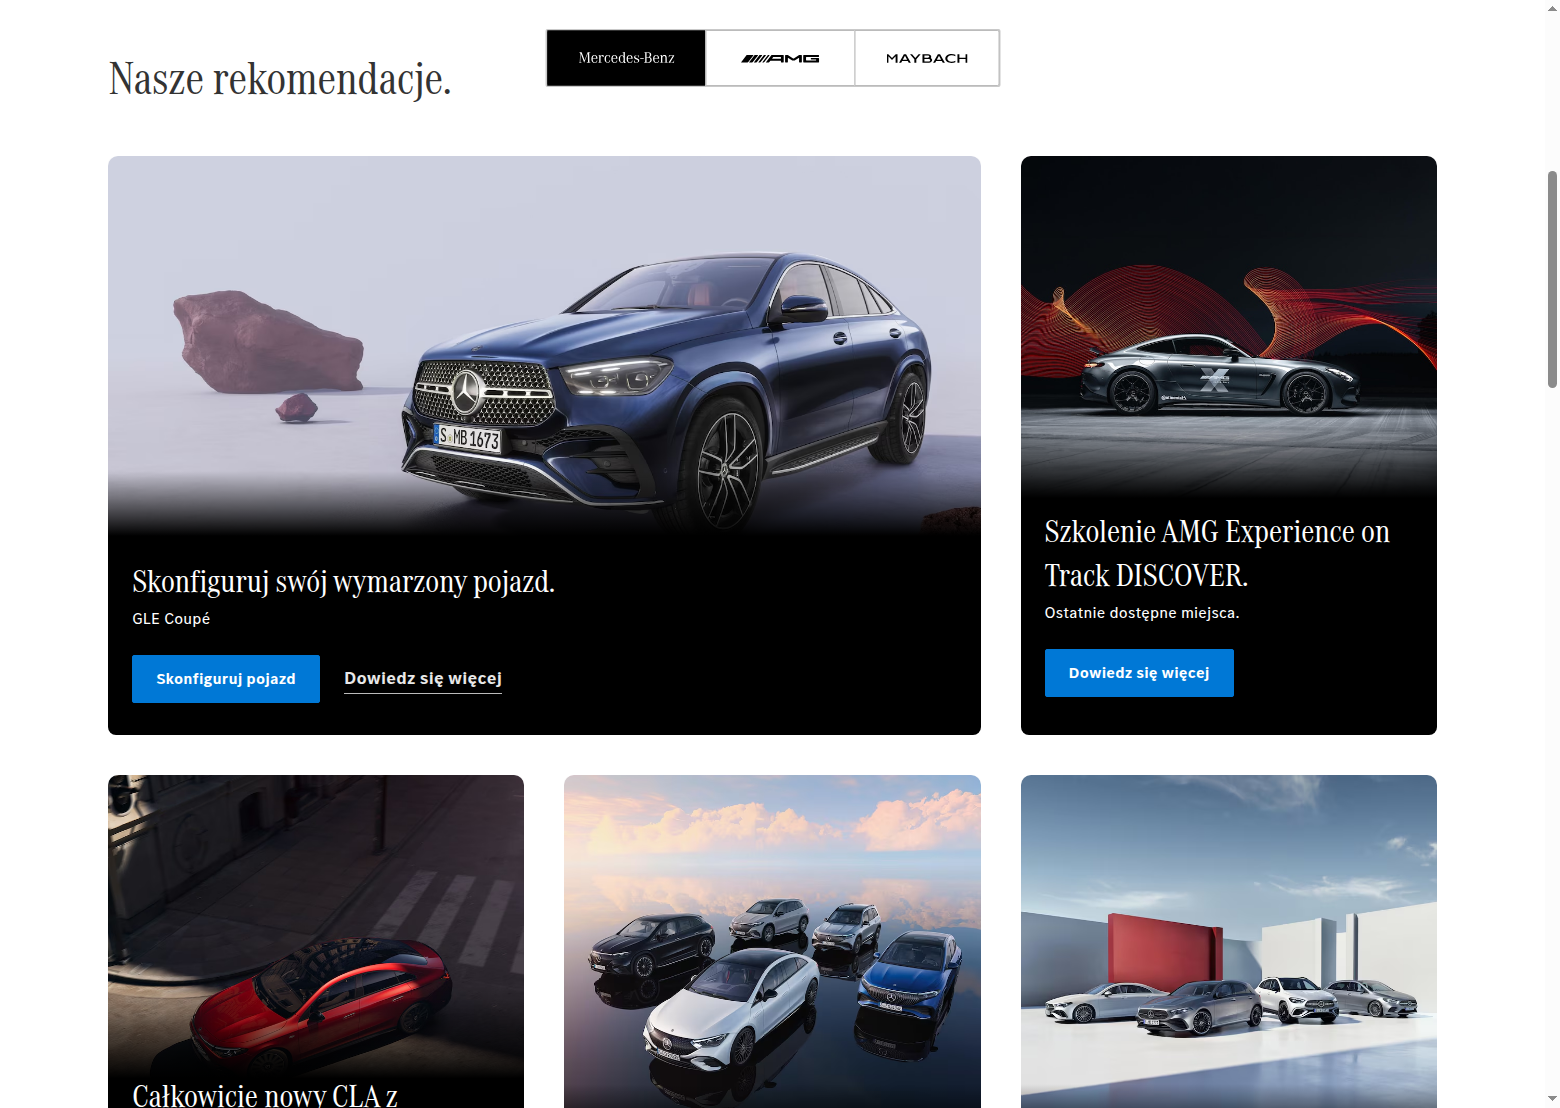 Nasze rekomendacje.
Mercedes-Benz
AMG
MAYBACH
S MB 1673
Skonfiguruj swój wymarzony pojazd.
GLE Coupé
Skonfiguruj pojazd
Dowiedz się więcej
Szkolenie AMG Experience on
Track DISCOVER.
Ostatnie dostępne miejsca.
Dowiedz się więcej
Całkowicie nowy CLA z